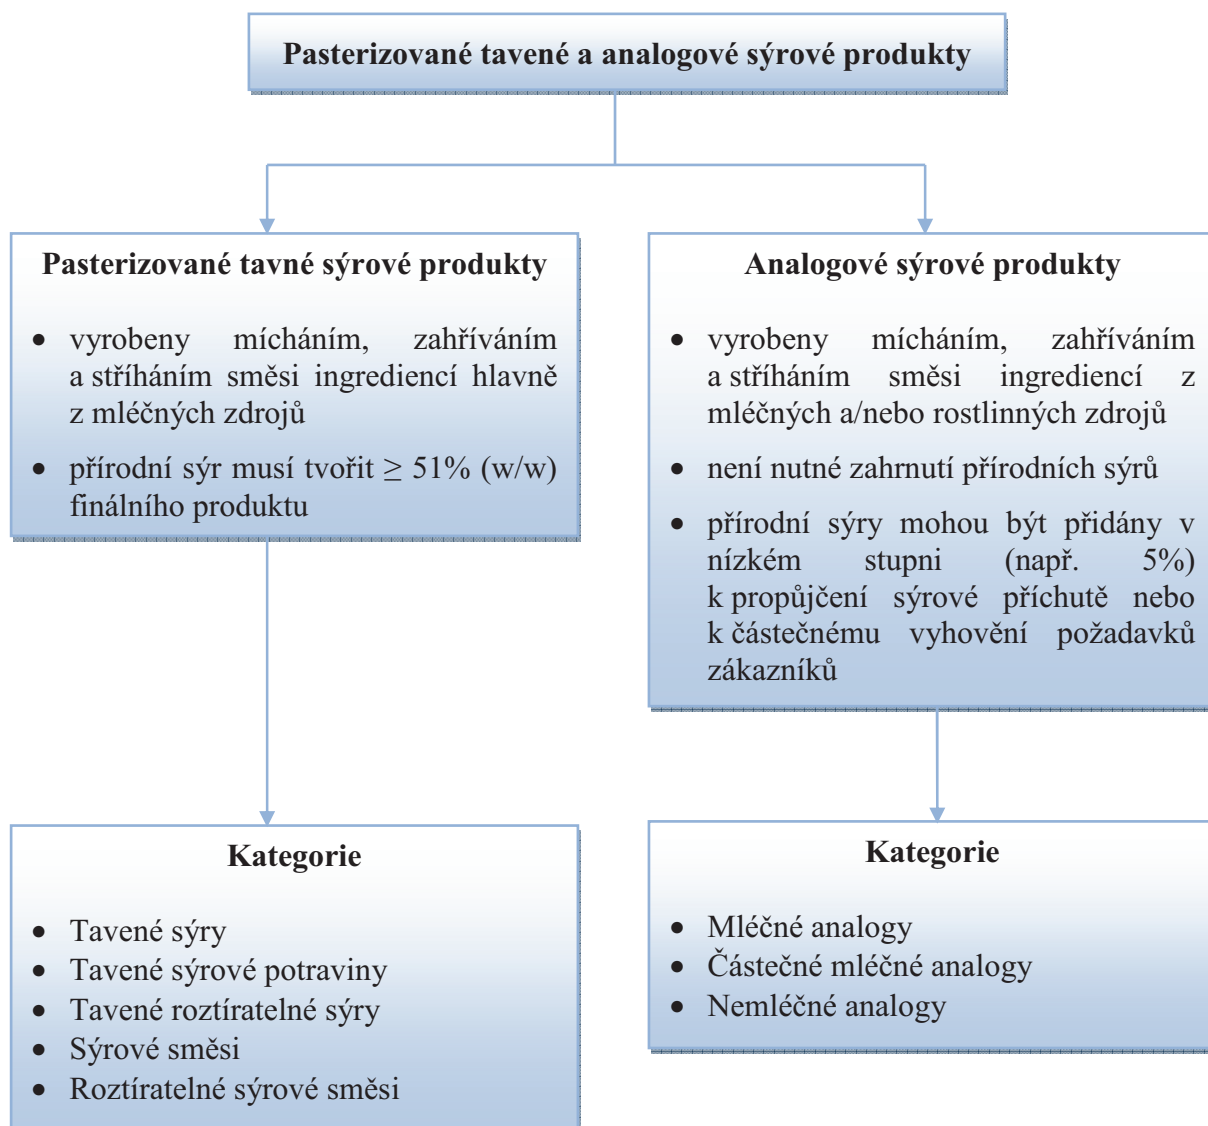 Pasterizované tavené a analogové sýrové produkty
Pasterizované tavné sýrové produkty
• vyrobeny mícháním, zahříváním
a stříháním směsi ingrediencí hlavně
z mléčných zdrojů
• přírodní sýr musí tvořit ≥ 51% (w/w)
finálního produktu
Analogové sýrové produkty
• vyrobeny mícháním, zahříváním
a stříháním směsi ingrediencí z
mléčných a/nebo rostlinných zdrojů
• není nutné zahrnutí přírodních sýrů
• přírodní sýry mohou být přidány v
nízkém stupni (např. 5%)
k propůjčení sýrové příchutě nebo
k částečnému vyhovění požadavků
zákazníků
Kategorie
• Tavené sýry
• Tavené sýrové potraviny
• Tavené roztíratelné sýry
• Sýrové směsi
• Roztíratelné sýrové směsi
Kategorie
• Mléčné analogy
• Částečné mléčné analogy
• Nemléčné analogy